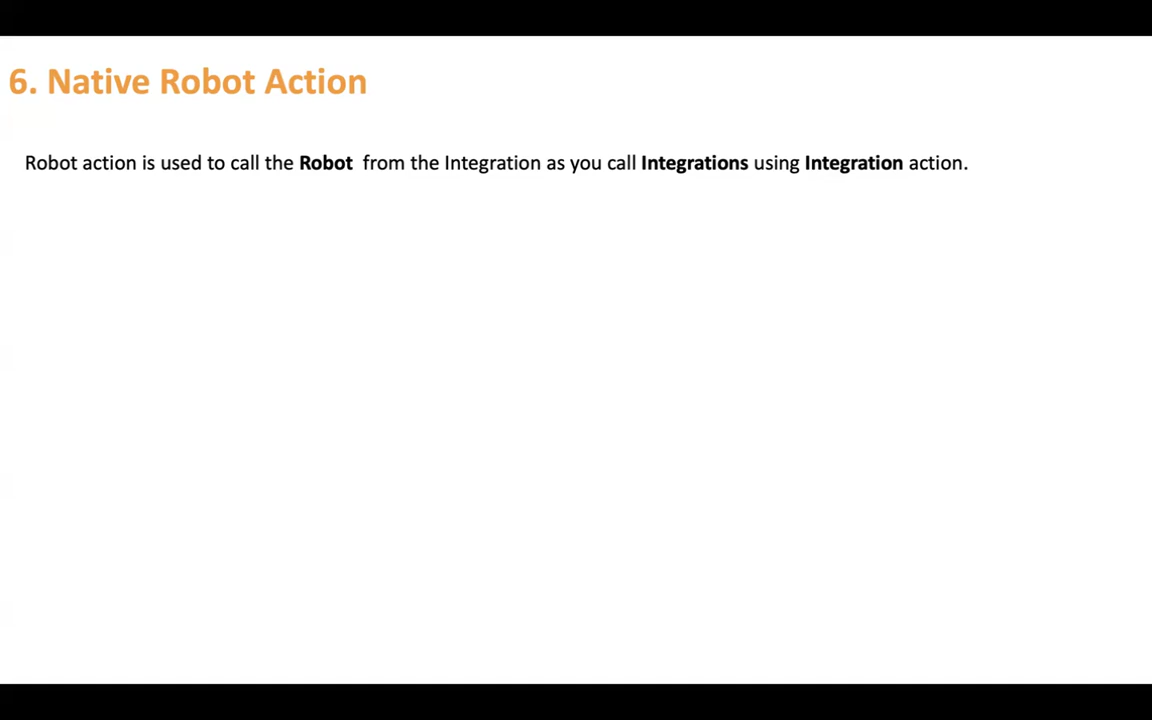 6. Native Robot Action
Robot action is used to call the Robot  from the Integration as you call Integrations using Integration action.